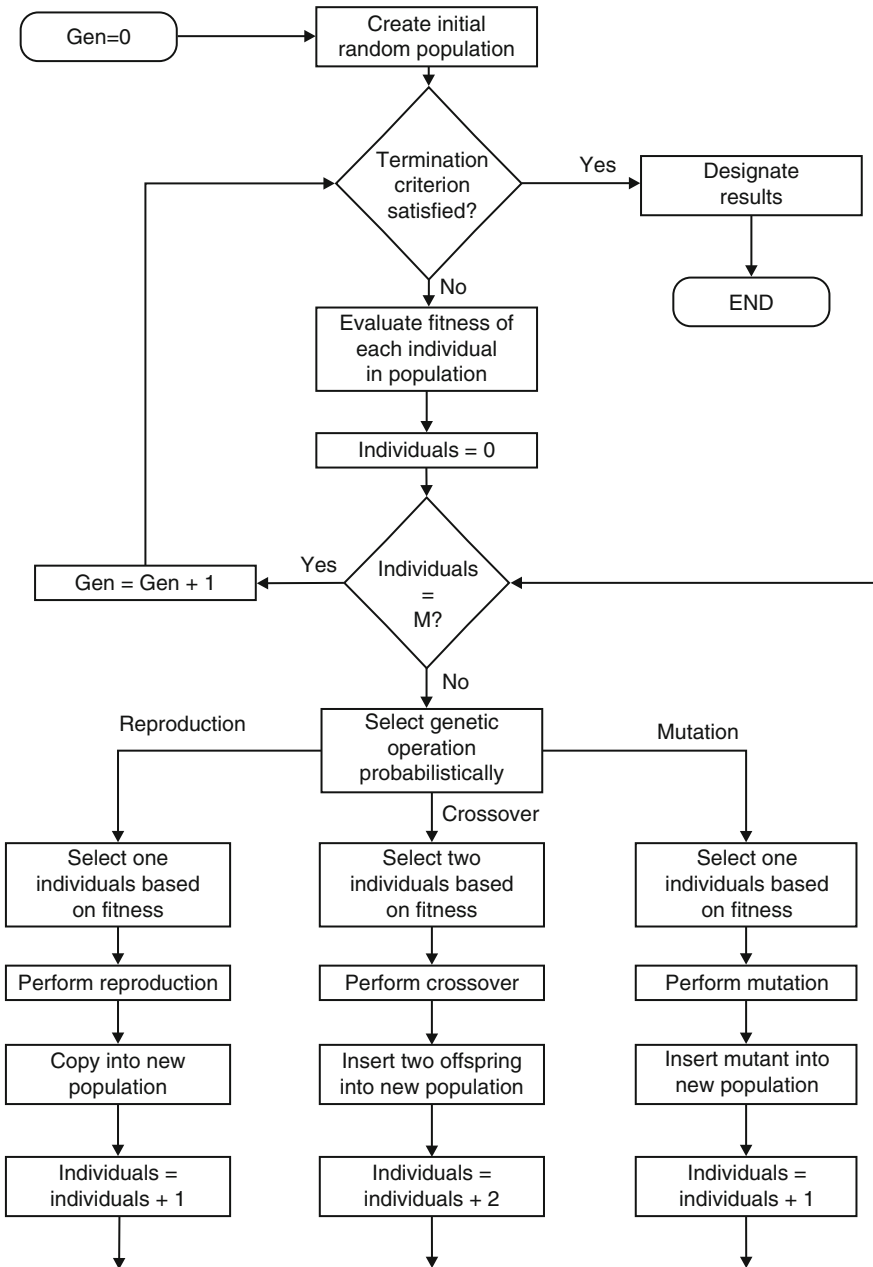 Gen=0
Create initial
random population
Termination
criterion
satisfied?
Yes
Designate
results
No
END
Evaluate fitness of
each individual
in population
Individuals = 0
Gen = Gen + 1
Yes
Individuals
=
M?
No
Reproduction
Select genetic
operation
probabilistically
Mutation
Crossover
Select one
individuals based
on fitness
Select two
individuals based
on fitness
Select one
individuals based
on fitness
Perform reproduction
Perform crossover
Perform mutation
Copy into new
population
Insert two offspring
into new population
Insert mutant into
new population
Individuals =
individuals + 1
Individuals =
individuals + 2
Individuals =
individuals + 1